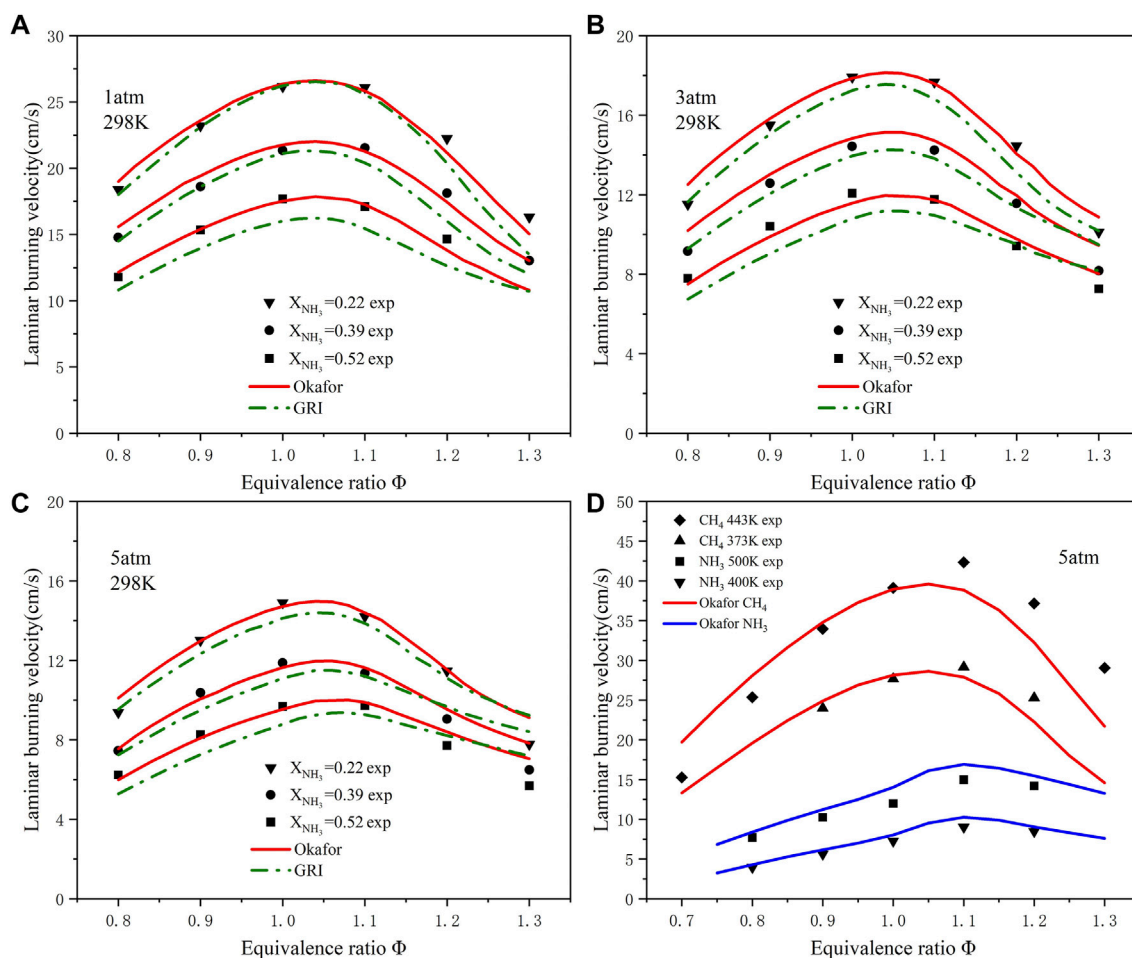 A
Laminar burning velocity(cm/s)
30
25
20
15
10
5
0
1atm
298K
X_NH₃=0.22 exp
X_NH₃=0.39 exp
X_NH₃=0.52 exp
Okafor
GRI
0.8 0.9 1.0 1.1 1.2 1.3
Equivalence ratio Φ
B
Laminar burning velocity(cm/s)
20
16
12
8
4
0
3atm
298K
X_NH₃=0.22 exp
X_NH₃=0.39 exp
X_NH₃=0.52 exp
Okafor
GRI
0.8 0.9 1.0 1.1 1.2 1.3
Equivalence ratio Φ
C
Laminar burning velocity(cm/s)
20
16
12
8
4
0
5atm
298K
X_NH₃=0.22 exp
X_NH₃=0.39 exp
X_NH₃=0.52 exp
Okafor
GRI
0.8 0.9 1.0 1.1 1.2 1.3
Equivalence ratio Φ
D
Laminar burning velocity(cm/s)
50
45
40
35
30
25
20
15
10
5
0
CH₄ 443K exp
CH₄ 373K exp
NH₃ 500K exp
NH₃ 400K exp
Okafor CH₄
Okafor NH₃
5atm
0.7 0.8 0.9 1.0 1.1 1.2 1.3
Equivalence ratio Φ